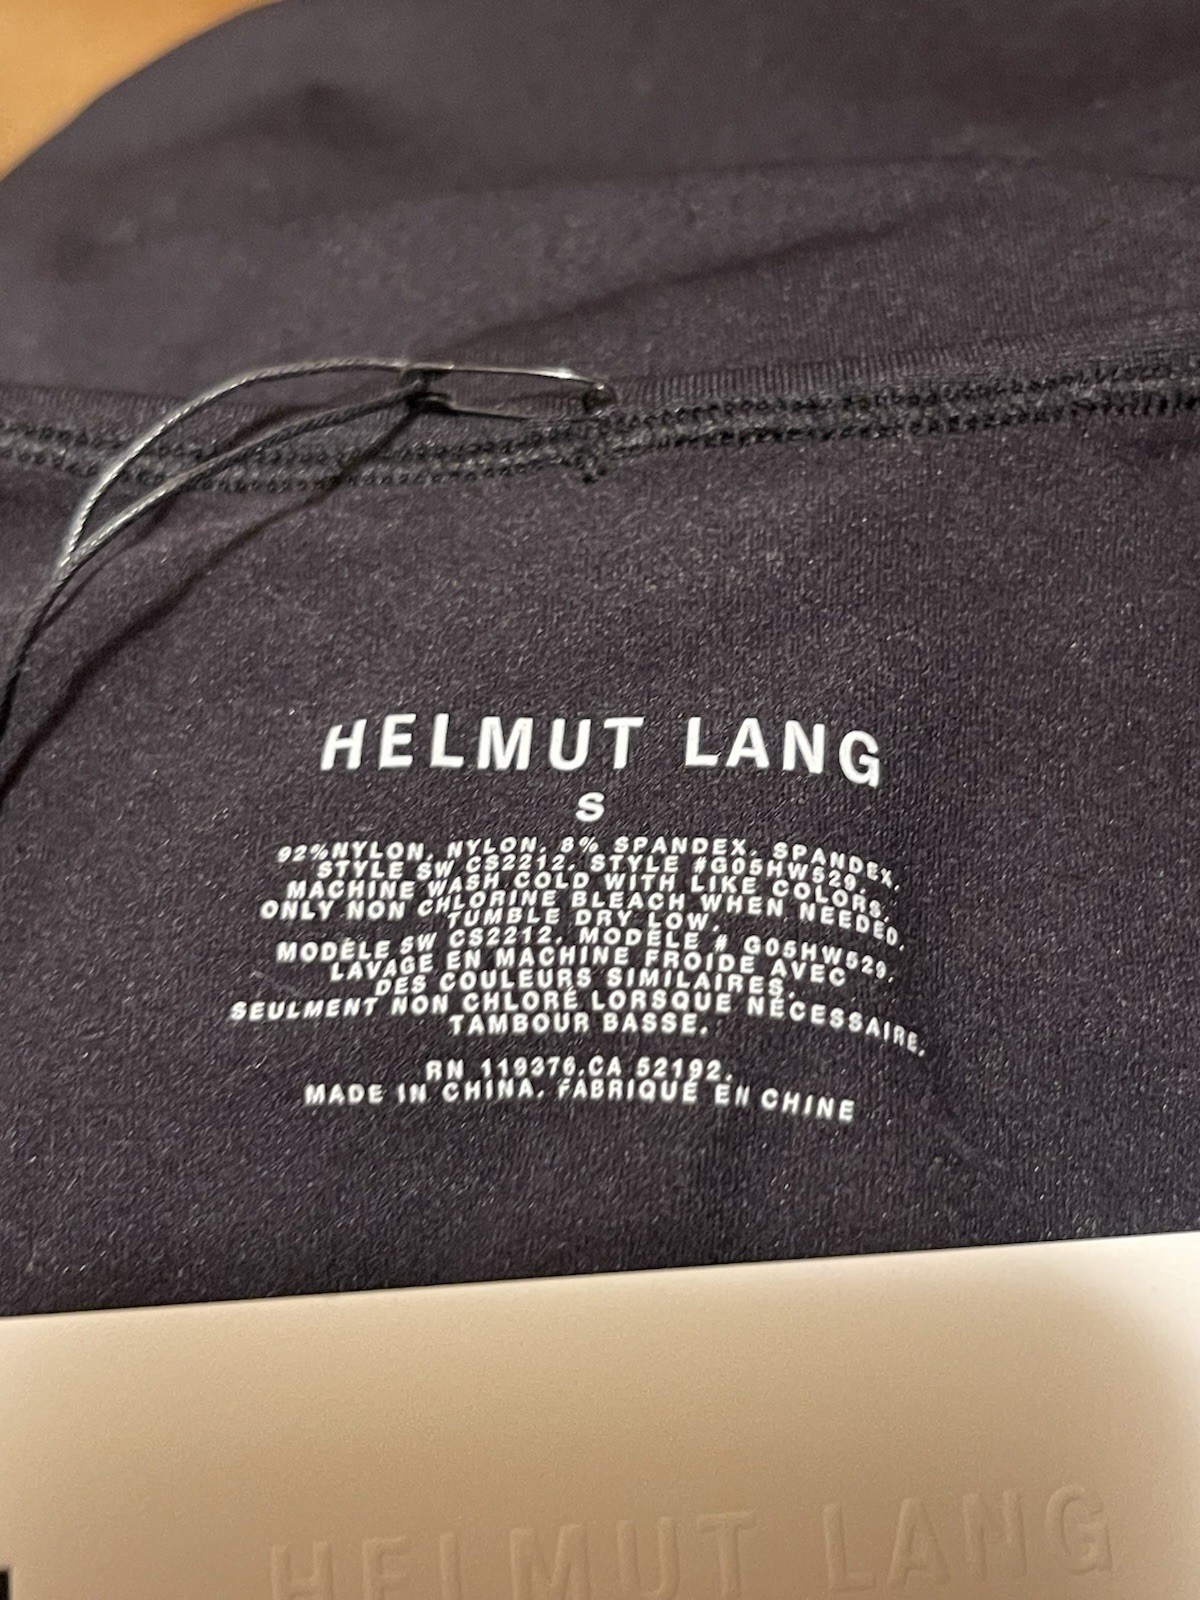 HELMUT LANG
S
92%NYLON, NYLON. 8% SPANDEX, SPANDEX.
STYLE SW CS2212, STYLE #G05HW529.
MACHINE WASH COLD WITH LIKE COLORS.
ONLY NON CHLORINE BLEACH WHEN NEEDED.
TUMBLE DRY LOW.
MODÈLE SW CS2212, MODÈLE # G05HW529.
LAVAGE EN MACHINE FROIDE AVEC
DES COULEURS SIMILAIRES.
SEULMENT NON CHLORÉ LORSQUE NÉCESSAIRE.
TAMBOUR BASSE.
RN 119376.CA 52192.
MADE IN CHINA. FABRIQUÉ EN CHINE
HELMUT LANG